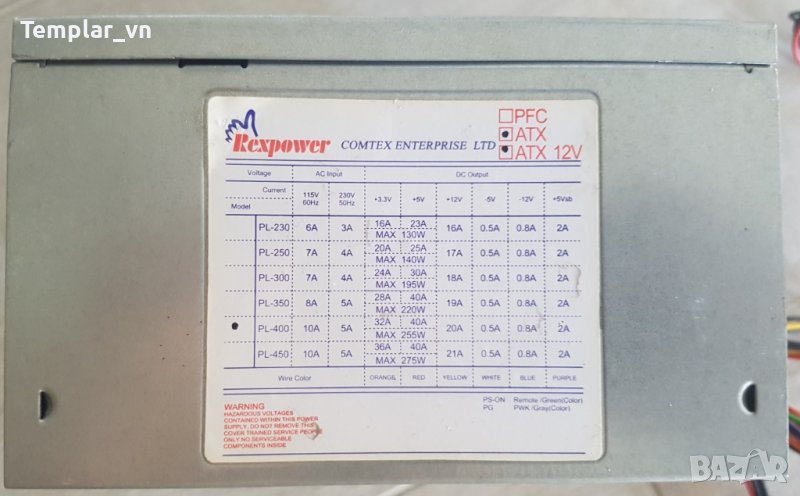 Templar_vn
Rexpower COMTEX ENTERPRISE LTD
PFC
ATX
ATX 12V
Voltage AC Input DC Output
Current 115V 60Hz 230V 50Hz +3.3V +5V +12V -5V -12V +5Vsb
Model
PL-230 6A 3A 16A 23A 16A 0.5A 0.8A 2A
MAX 130W
PL-250 7A 4A 20A 25A 17A 0.5A 0.8A 2A
MAX 140W
PL-300 7A 4A 24A 30A 18A 0.5A 0.8A 2A
MAX 195W
PL-350 8A 5A 28A 40A 19A 0.5A 0.8A 2A
MAX 220W
PL-400 10A 5A 32A 40A 20A 0.5A 0.8A 2A
MAX 255W
PL-450 10A 5A 36A 40A 21A 0.5A 0.8A 2A
MAX 275W
Wire Color ORANGE RED YELLOW WHITE BLUE PURPLE
PS-ON Remote /Green(Color)
PG PWK /Gray(Color)
WARNING
HAZARDOUS VOLTAGES
CONTAINED WITHIN THIS POWER
SUPPLY, DO NOT REMOVE THIS
COVER TRAINED SERVICE PEOPLE
ONLY NO SERVICEABLE
COMPONENTS INSIDE
BAZAR